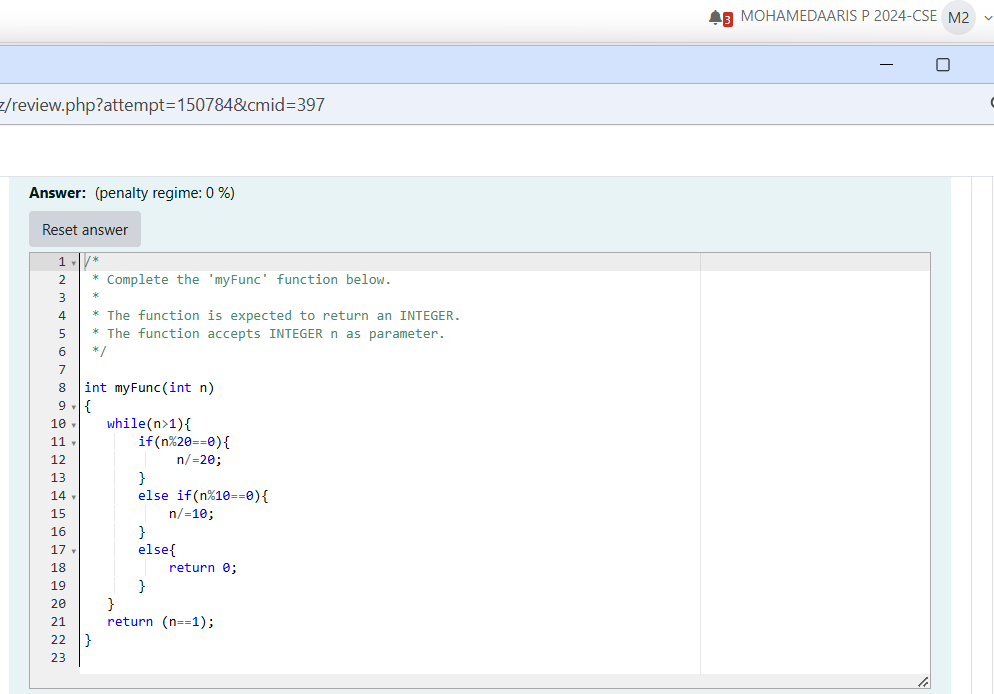 3 MOHAMEDAARIS P 2024-CSE M2
z/review.php?attempt=150784&cmid=397
Answer: (penalty regime: 0 %)
Reset answer
1 /*
2  * Complete the 'myFunc' function below.
3  *
4  * The function is expected to return an INTEGER.
5  * The function accepts INTEGER n as parameter.
6  */
7
8 int myFunc(int n)
9 {
10    while(n>1){
11        if(n%20==0){
12             n/=20;
13        }
14        else if(n%10==0){
15            n/=10;
16        }
17        else{
18            return 0;
19        }
20    }
21    return (n==1);
22 }
23